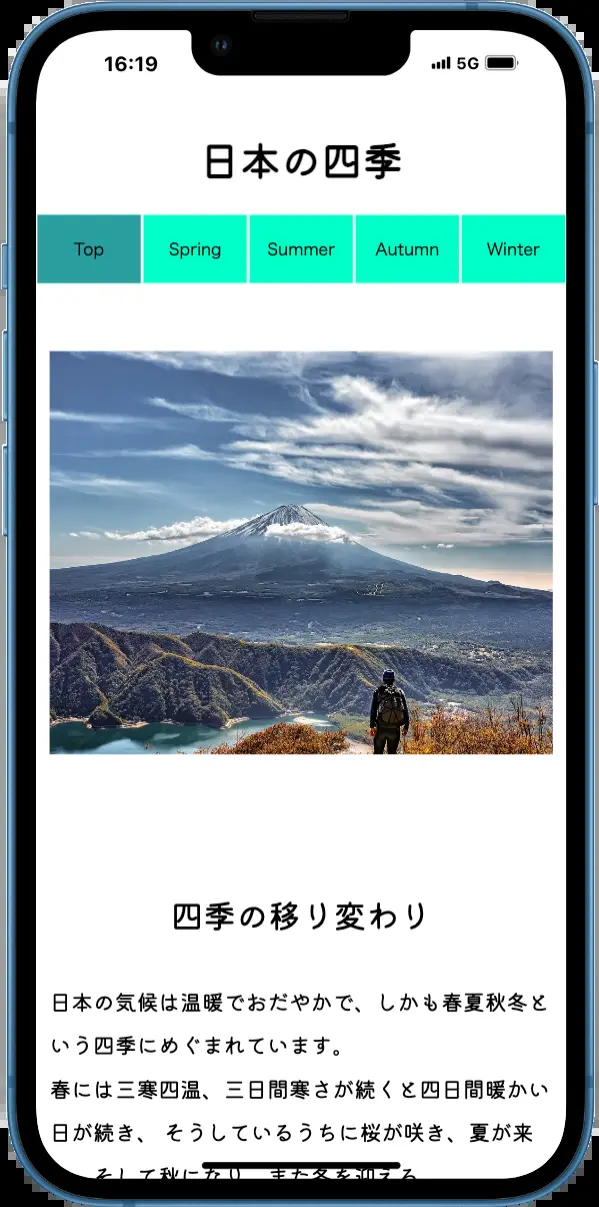 16:19
5G
日本の四季
Top
Spring
Summer
Autumn
Winter
四季の移り変わり
日本の気候は温暖でおだやかで、しかも春夏秋冬と
いう四季にめぐまれています。
春には三寒四温、三日間寒さが続くと四日間暖かい
日が続き、 そうしているうちに桜が咲き、夏が来
そして秋になり、また冬を迎える